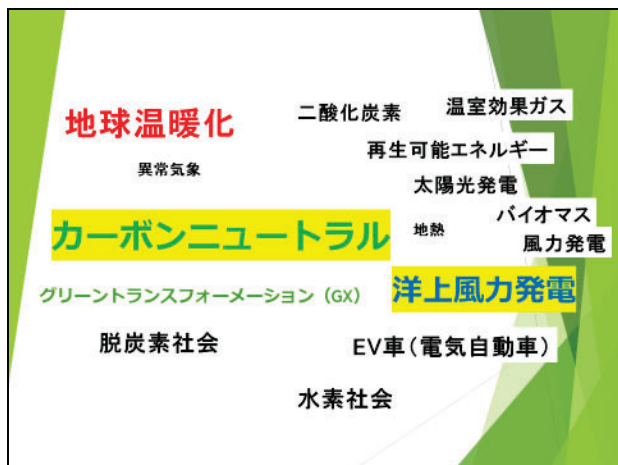 地球温暖化
二酸化炭素
温室効果ガス
再生可能エネルギー
異常気象
太陽光発電
バイオマス
カーボンニュートラル
地熱
風力発電
グリーントランスフォーメーション（GX）
洋上風力発電
脱炭素社会
EV車（電気自動車）
水素社会